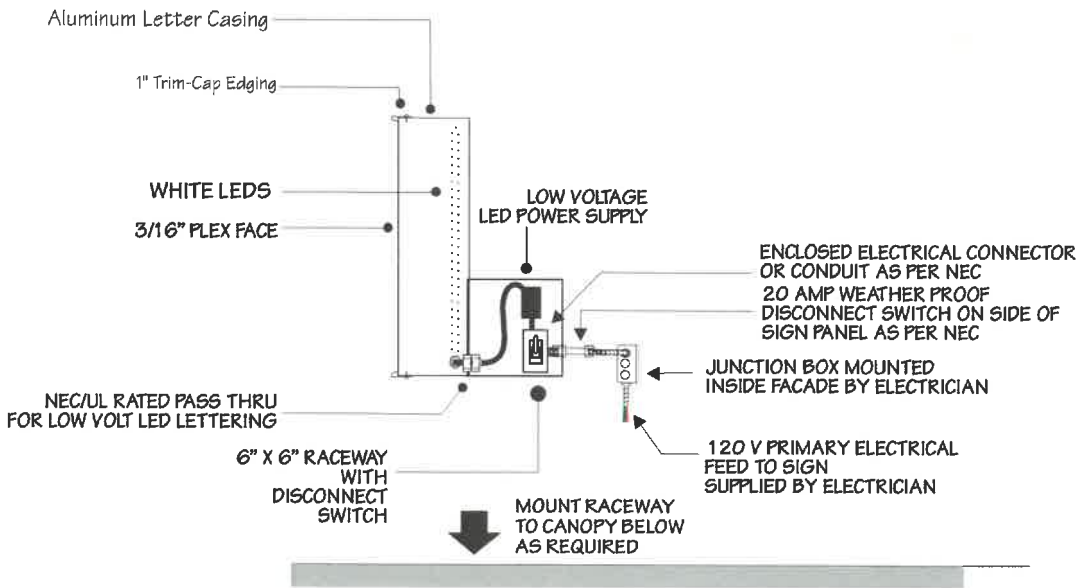 Aluminum Letter Casing
1" Trim-Cap Edging
WHITE LEDS
3/16" PLEX FACE
LOW VOLTAGE
LED POWER SUPPLY
ENCLOSED ELECTRICAL CONNECTOR
OR CONDUIT AS PER NEC
20 AMP WEATHER PROOF
DISCONNECT SWITCH ON SIDE OF
SIGN PANEL AS PER NEC
JUNCTION BOX MOUNTED
INSIDE FACADE BY ELECTRICIAN
NEC/UL RATED PASS THRU
FOR LOW VOLT LED LETTERING
6" X 6" RACEWAY
WITH
DISCONNECT
SWITCH
120 V PRIMARY ELECTRICAL
FEED TO SIGN
SUPPLIED BY ELECTRICIAN
MOUNT RACEWAY
TO CANOPY BELOW
AS REQUIRED